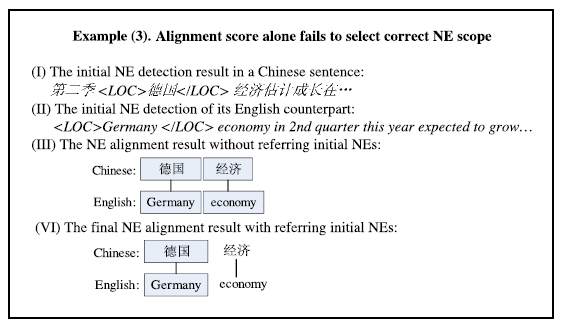 Example (3). Alignment score alone fails to select correct NE scope
(I) The initial NE detection result in a Chinese sentence:
第二季 <LOC>德国</LOC> 经济估计成长在…
(II) The initial NE detection of its English counterpart:
<LOC>Germany </LOC> economy in 2nd quarter this year expected to grow…
(III) The NE alignment result without referring initial NEs:
Chinese: 德国 经济
English: Germany economy
(VI) The final NE alignment result with referring initial NEs:
Chinese: 德国 经济
English: Germany economy